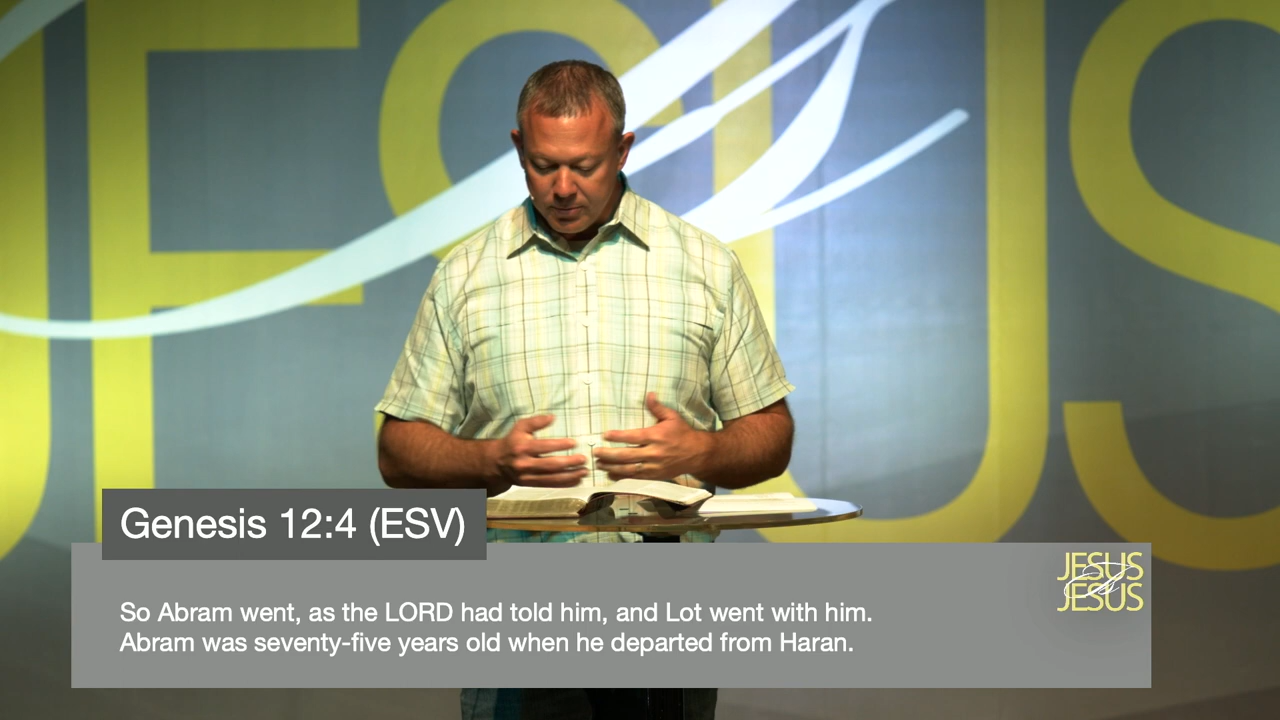 JESUS
Genesis 12:4 (ESV)
So Abram went, as the LORD had told him, and Lot went with him.
Abram was seventy-five years old when he departed from Haran.
JESUS
JESUS